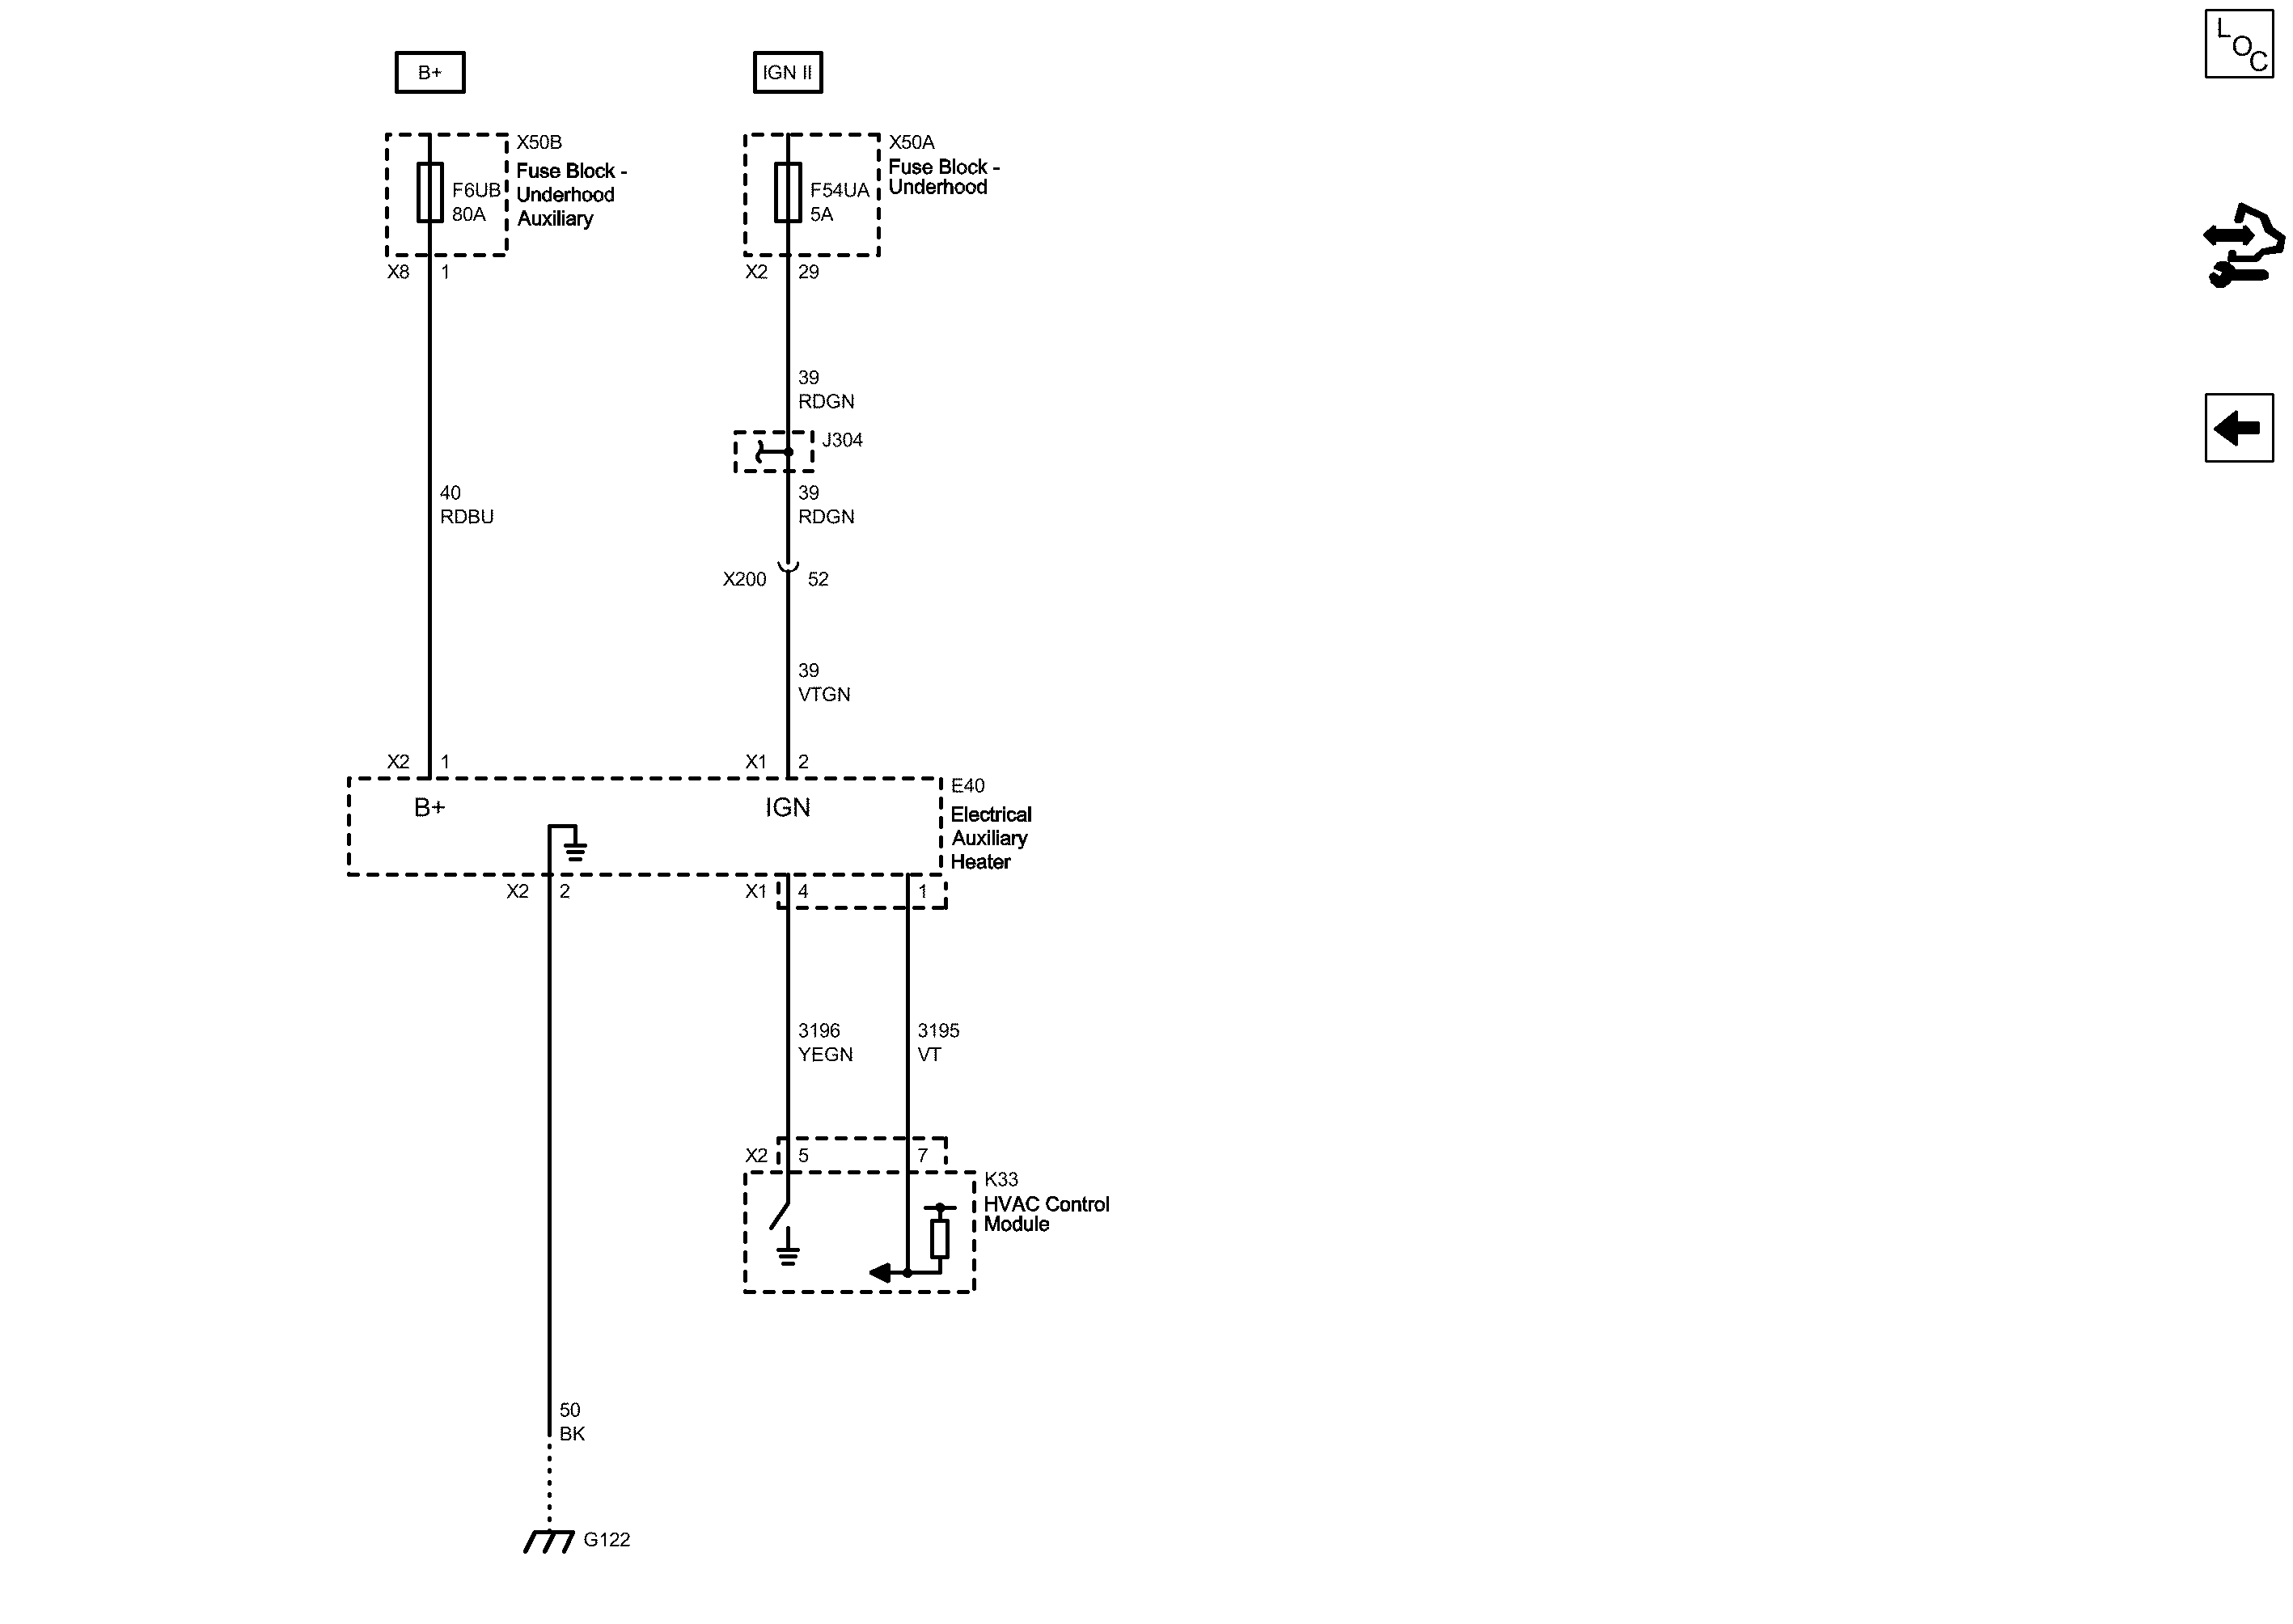 B+
IGN II
LOC
X50B
Fuse Block -
Underhood
Auxiliary
F6UB
80A
X50A
Fuse Block -
Underhood
F54UA
5A
X8 1
X2 29
39
RDGN
J304
40
RDBU
39
RDGN
X200 52
39
VTGN
X2 1
X1 2
B+
IGN
E40
Electrical
Auxiliary
Heater
X2 2
X1 4
1
3196
YEGN
3195
VT
X2 5
7
K33
HVAC Control
Module
50
BK
G122